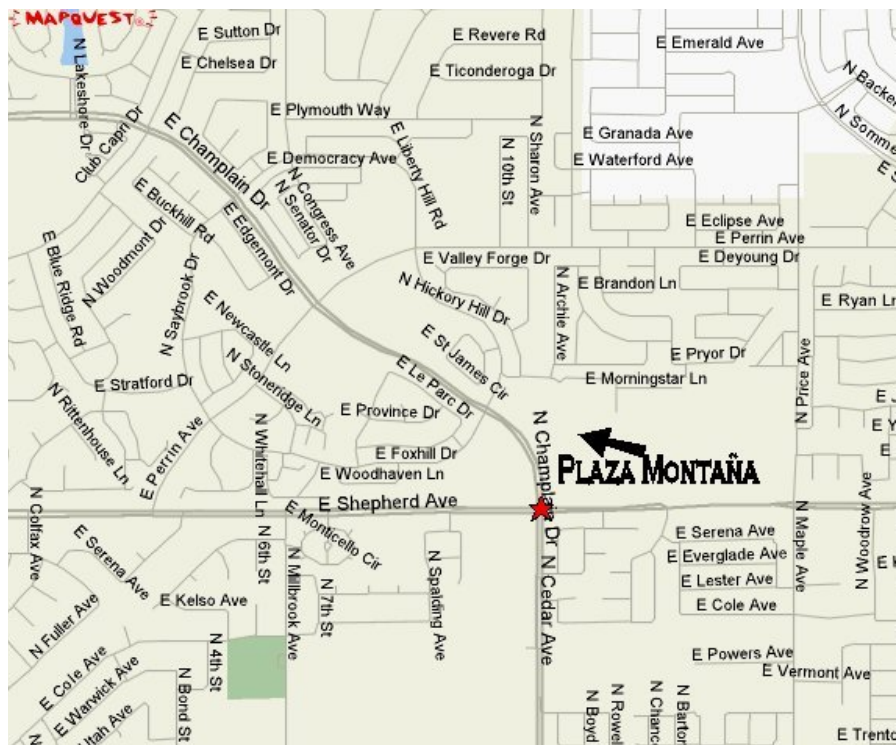 MAPQUEST
E Sutton Dr
E Revere Rd
E Emerald Ave
N Lakeshore Dr
E Chelsea Dr
E Ticonderoga Dr
N Backe
Club Capri Dr
E Plymouth Way
N Somme
E Champlain Dr
E Liberty Hill Rd
N 10th St
N Sharon Ave
E Granada Ave
E Democracy Ave
E Waterford Ave
E S
E Buckhill Rd
N Congress Ave
N Senator Dr
E Edgemont Dr
E Eclipse Ave
E Perrin Ave
E Blue Ridge Rd
N Woodmont Dr
E Valley Forge Dr
E Deyoung Dr
N Saybrook Dr
N Hickory Hill Dr
N Archie Ave
E Brandon Ln
E Ryan Ln
E Newcastle Ln
E St James Cir
E Pryor Dr
N Price Ave
E Stratford Dr
N Stoneridge Ln
E Le Parc Dr
E Morningstar Ln
N Rittenhouse Ln
E Perrin Ave
E Province Dr
N Champlain Dr
E J
E Y
E
N Whitehall Ln
E Foxhill Dr
PLAZA MONTAÑA
E Woodhaven Ln
E Shepherd Ave
N Colfax Ave
E Serena Ave
N 6th St
E Monticello Cir
N Spalding Ave
N Cedar Ave
E Serena Ave
E Everglade Ave
N Maple Ave
N Woodrow Ave
E Lester Ave
E Kelso Ave
N Millbrook Ave
N 7th St
E Cole Ave
N Fuller Ave
N 4th St
E Cole Ave
E Warwick Ave
Utah Ave
N Bond St
E Powers Ave
E Vermont Ave
N Boyd
N Rowel
N Chanc
N Barton
E Trento